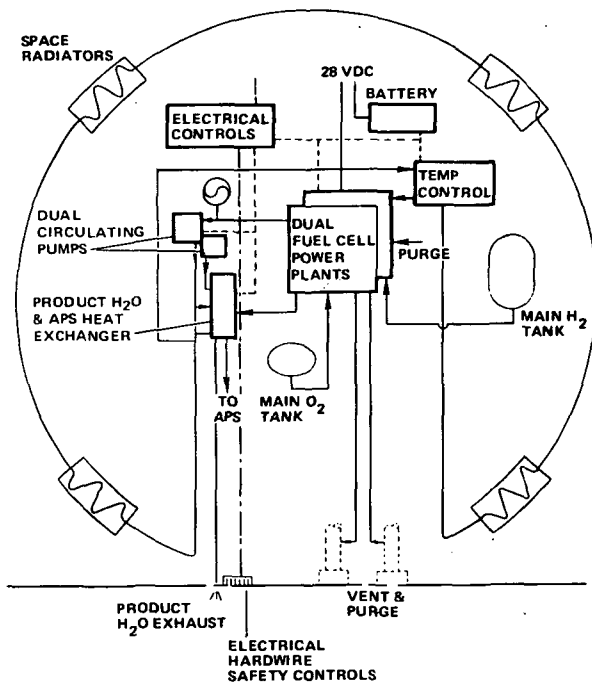 SPACE
RADIATORS
28 VDC
BATTERY
ELECTRICAL
CONTROLS
TEMP
CONTROL
DUAL
CIRCULATING
PUMPS
DUAL
FUEL CELL
POWER
PLANTS
PURGE
PRODUCT H2O
& APS HEAT
EXCHANGER
MAIN H2
TANK
TO
APS
MAIN O2
TANK
VENT &
PURGE
PRODUCT
H2O EXHAUST
ELECTRICAL
HARDWIRE
SAFETY CONTROLS